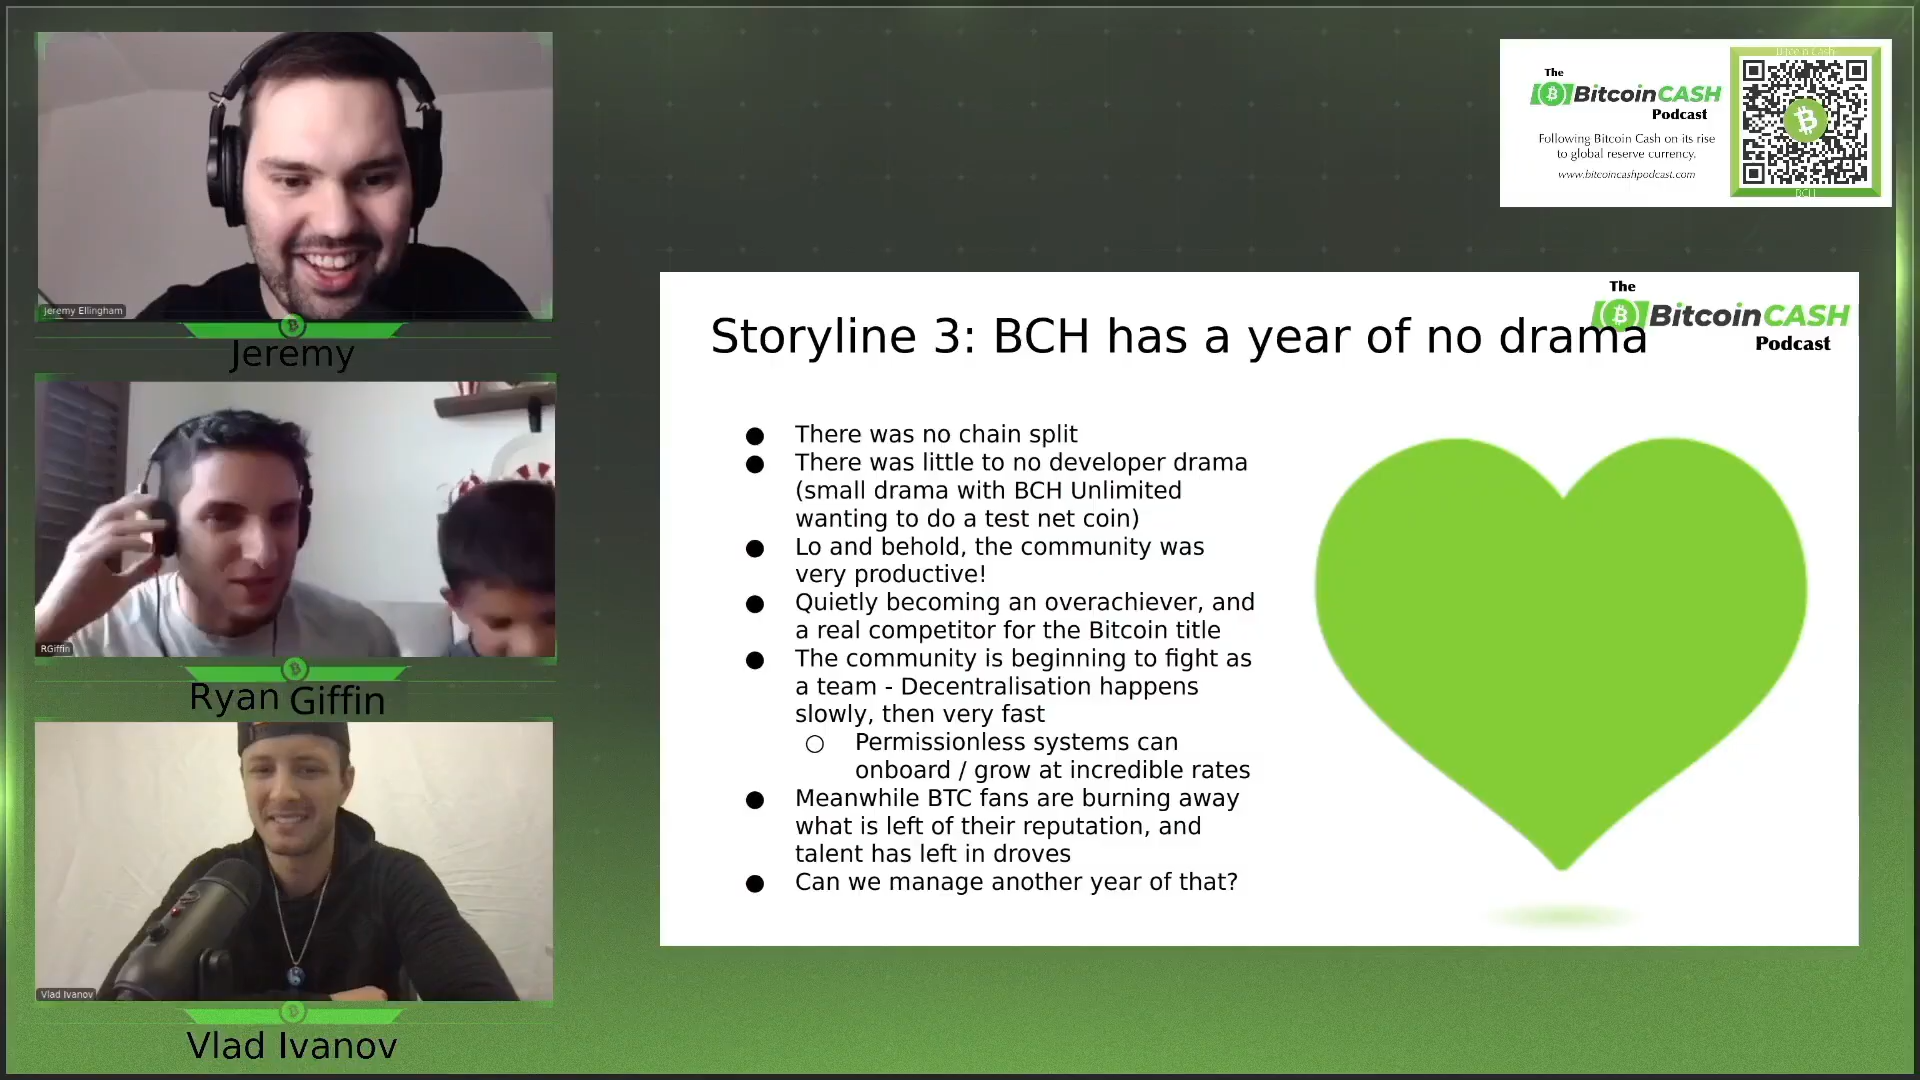 Jeremy Ellingham
Jeremy
RGiffin
Ryan Giffin
Vlad Ivanov
Vlad Ivanov
The
BitcoinCASH
Podcast
Following Bitcoin Cash on its rise
to global reserve currency.
www.bitcoincashpodcast.com
Bitcoin Cash
BCH
The
BitcoinCASH
Podcast
Storyline 3: BCH has a year of no drama
● There was no chain split
● There was little to no developer drama
(small drama with BCH Unlimited
wanting to do a test net coin)
● Lo and behold, the community was
very productive!
● Quietly becoming an overachiever, and
a real competitor for the Bitcoin title
● The community is beginning to fight as
a team - Decentralisation happens
slowly, then very fast
○ Permissionless systems can
onboard / grow at incredible rates
● Meanwhile BTC fans are burning away
what is left of their reputation, and
talent has left in droves
● Can we manage another year of that?